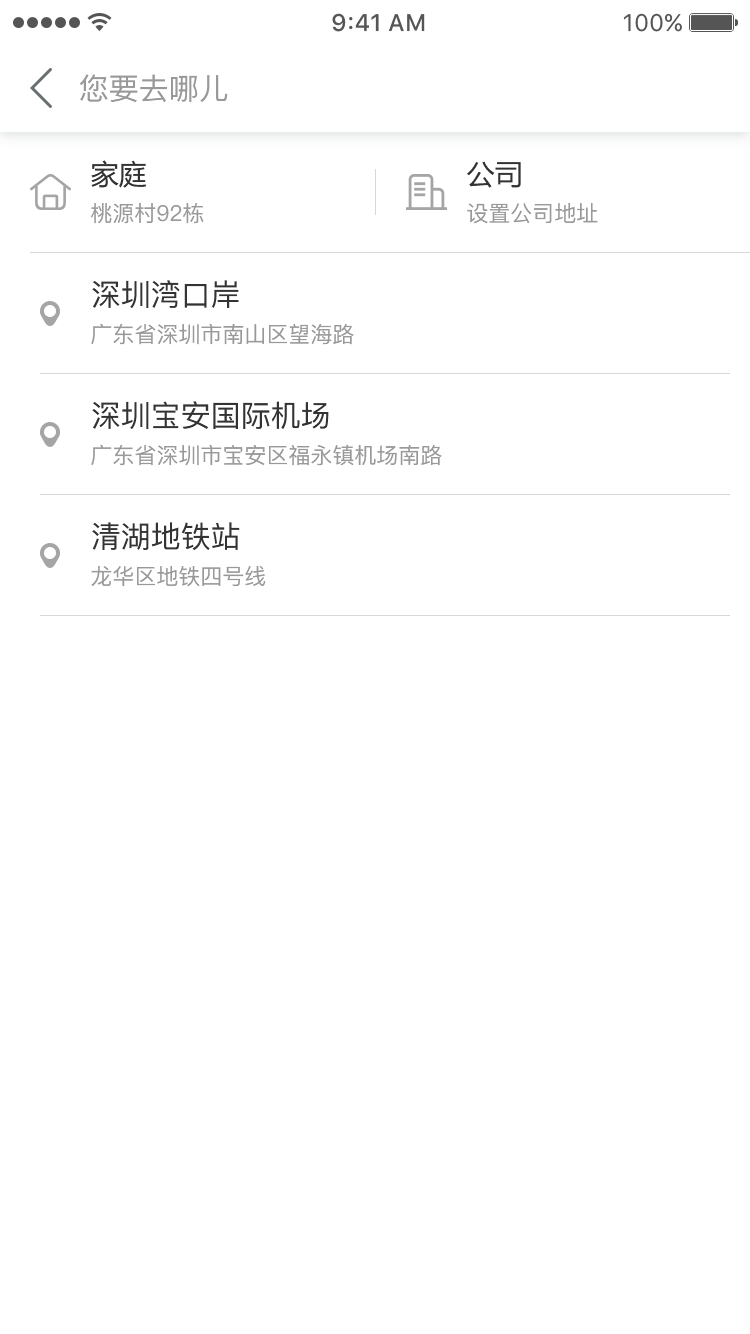 9:41 AM 100%
您要去哪儿
家庭
桃源村92栋
公司
设置公司地址
深圳湾口岸
广东省深圳市南山区望海路
深圳宝安国际机场
广东省深圳市宝安区福永镇机场南路
清湖地铁站
龙华区地铁四号线